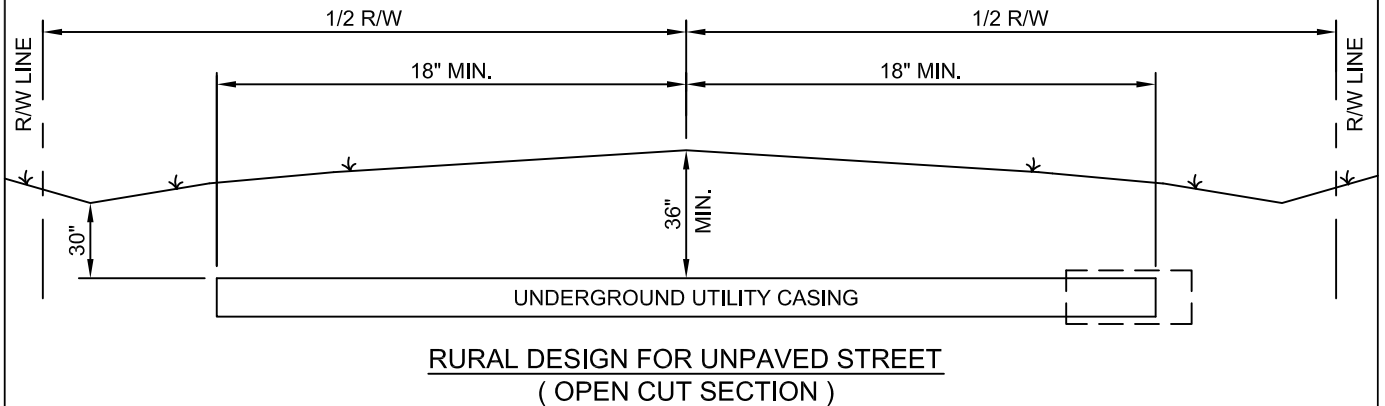 1/2 R/W
1/2 R/W
R/W LINE
18" MIN.
18" MIN.
R/W LINE
30"
36"
MIN.
UNDERGROUND UTILITY CASING
RURAL DESIGN FOR UNPAVED STREET
( OPEN CUT SECTION )